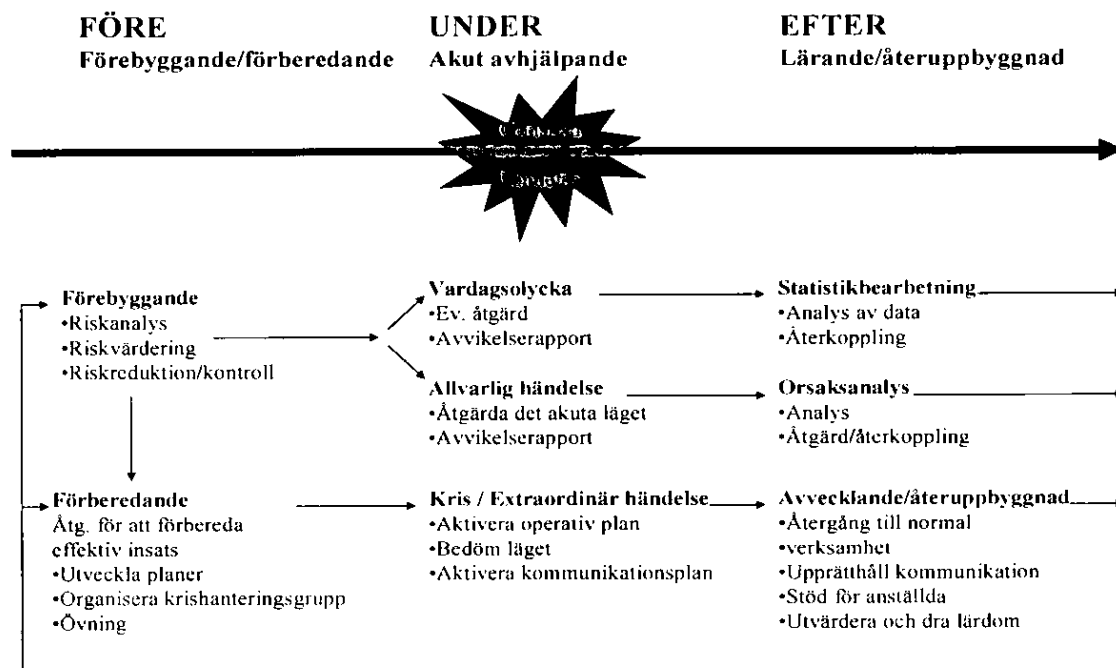 FÖRE
Förebyggande/förberedande
UNDER
Akut avhjälpande
EFTER
Lärande/återuppbyggnad
Förebyggande
•Riskanalys
•Riskvärdering
•Riskreduktion/kontroll
Vardagsolycka
•Ev. åtgärd
•Avvikelserapport
Statistikbearbetning
•Analys av data
•Återkoppling
Allvarlig händelse
•Åtgärda det akuta läget
•Avvikelserapport
Orsaksanalys
•Analys
•Åtgärd/återkoppling
Förberedande
Åtg. för att förbereda
effektiv insats
•Utveckla planer
•Organisera krishanteringsgrupp
•Övning
Kris / Extraordinär händelse
•Aktivera operativ plan
•Bedöm läget
•Aktivera kommunikationsplan
Avvecklande/återuppbyggnad
•Återgång till normal
•verksamhet
•Upprätthåll kommunikation
•Stöd för anställda
•Utvärdera och dra lärdom